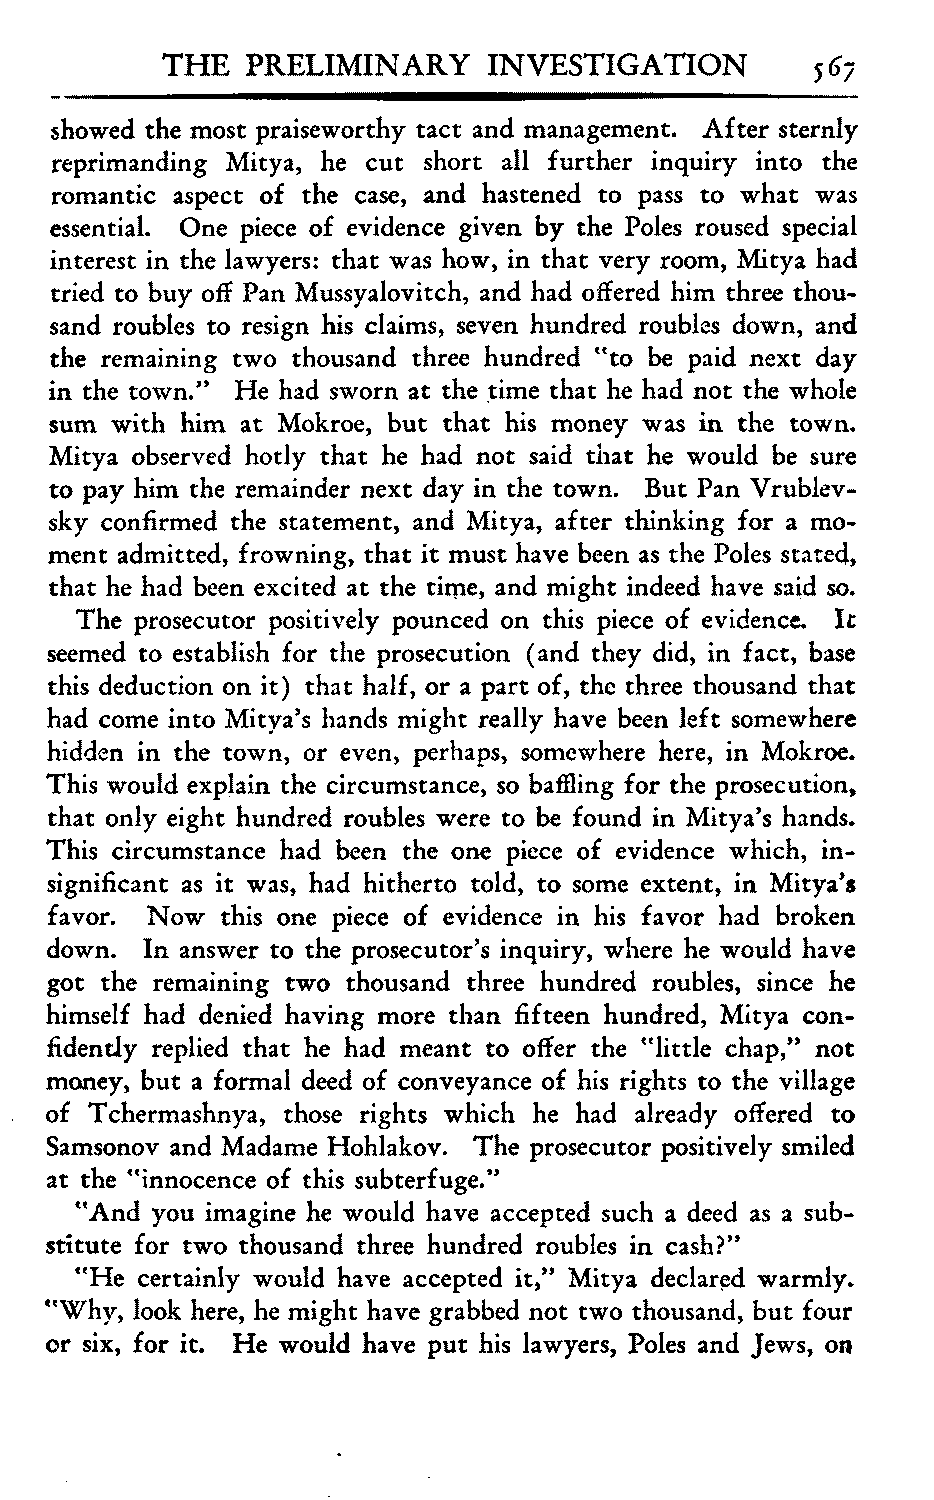 THE PRELIMINARY INVESTIGATION 567
showed the most praiseworthy tact and management. After sternly
reprimanding Mitya, he cut short all further inquiry into the
romantic aspect of the case, and hastened to pass to what was
essential. One piece of evidence given by the Poles roused special
interest in the lawyers: that was how, in that very room, Mitya had
tried to buy off Pan Mussyalovitch, and had offered him three thou-
sand roubles to resign his claims, seven hundred roubles down, and
the remaining two thousand three hundred "to be paid next day
in the town." He had sworn at the time that he had not the whole
sum with him at Mokroe, but that his money was in the town.
Mitya observed hotly that he had not said that he would be sure
to pay him the remainder next day in the town. But Pan Vrublev-
sky confirmed the statement, and Mitya, after thinking for a mo-
ment admitted, frowning, that it must have been as the Poles stated,
that he had been excited at the time, and might indeed have said so.
The prosecutor positively pounced on this piece of evidence. It
seemed to establish for the prosecution (and they did, in fact, base
this deduction on it) that half, or a part of, the three thousand that
had come into Mitya's hands might really have been left somewhere
hidden in the town, or even, perhaps, somewhere here, in Mokroe.
This would explain the circumstance, so baffling for the prosecution,
that only eight hundred roubles were to be found in Mitya's hands.
This circumstance had been the one piece of evidence which, in-
significant as it was, had hitherto told, to some extent, in Mitya's
favor. Now this one piece of evidence in his favor had broken
down. In answer to the prosecutor's inquiry, where he would have
got the remaining two thousand three hundred roubles, since he
himself had denied having more than fifteen hundred, Mitya con-
fidently replied that he had meant to offer the "little chap," not
money, but a formal deed of conveyance of his rights to the village
of Tchermashnya, those rights which he had already offered to
Samsonov and Madame Hohlakov. The prosecutor positively smiled
at the "innocence of this subterfuge."
"And you imagine he would have accepted such a deed as a sub-
stitute for two thousand three hundred roubles in cash?"
"He certainly would have accepted it," Mitya declared warmly.
"Why, look here, he might have grabbed not two thousand, but four
or six, for it. He would have put his lawyers, Poles and Jews, on